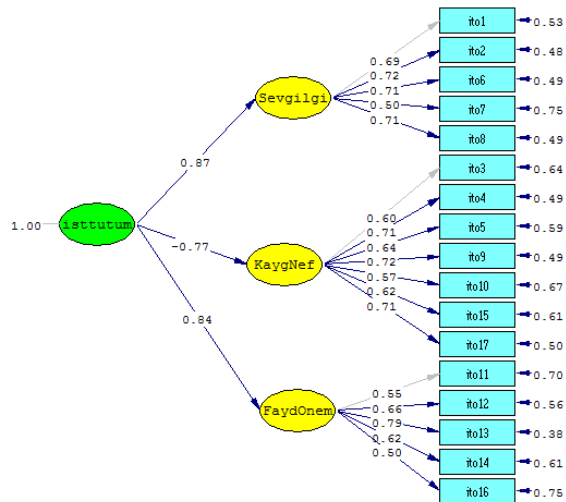 ito1
0.53
ito2
0.48
0.69
0.72
ito6
0.49
0.71
Sevgilgi
0.50
ito7
0.75
0.71
ito8
0.49
0.87
ito3
0.64
ito4
0.49
0.60
1.00
isttutum
0.71
ito5
0.59
−0.77
0.64
KaygNef
0.72
ito9
0.49
0.57
ito10
0.67
0.62
ito15
0.61
0.71
0.84
ito17
0.50
ito11
0.70
0.55
ito12
0.56
0.66
FaydOnem
0.79
ito13
0.38
0.62
ito14
0.61
0.50
ito16
0.75